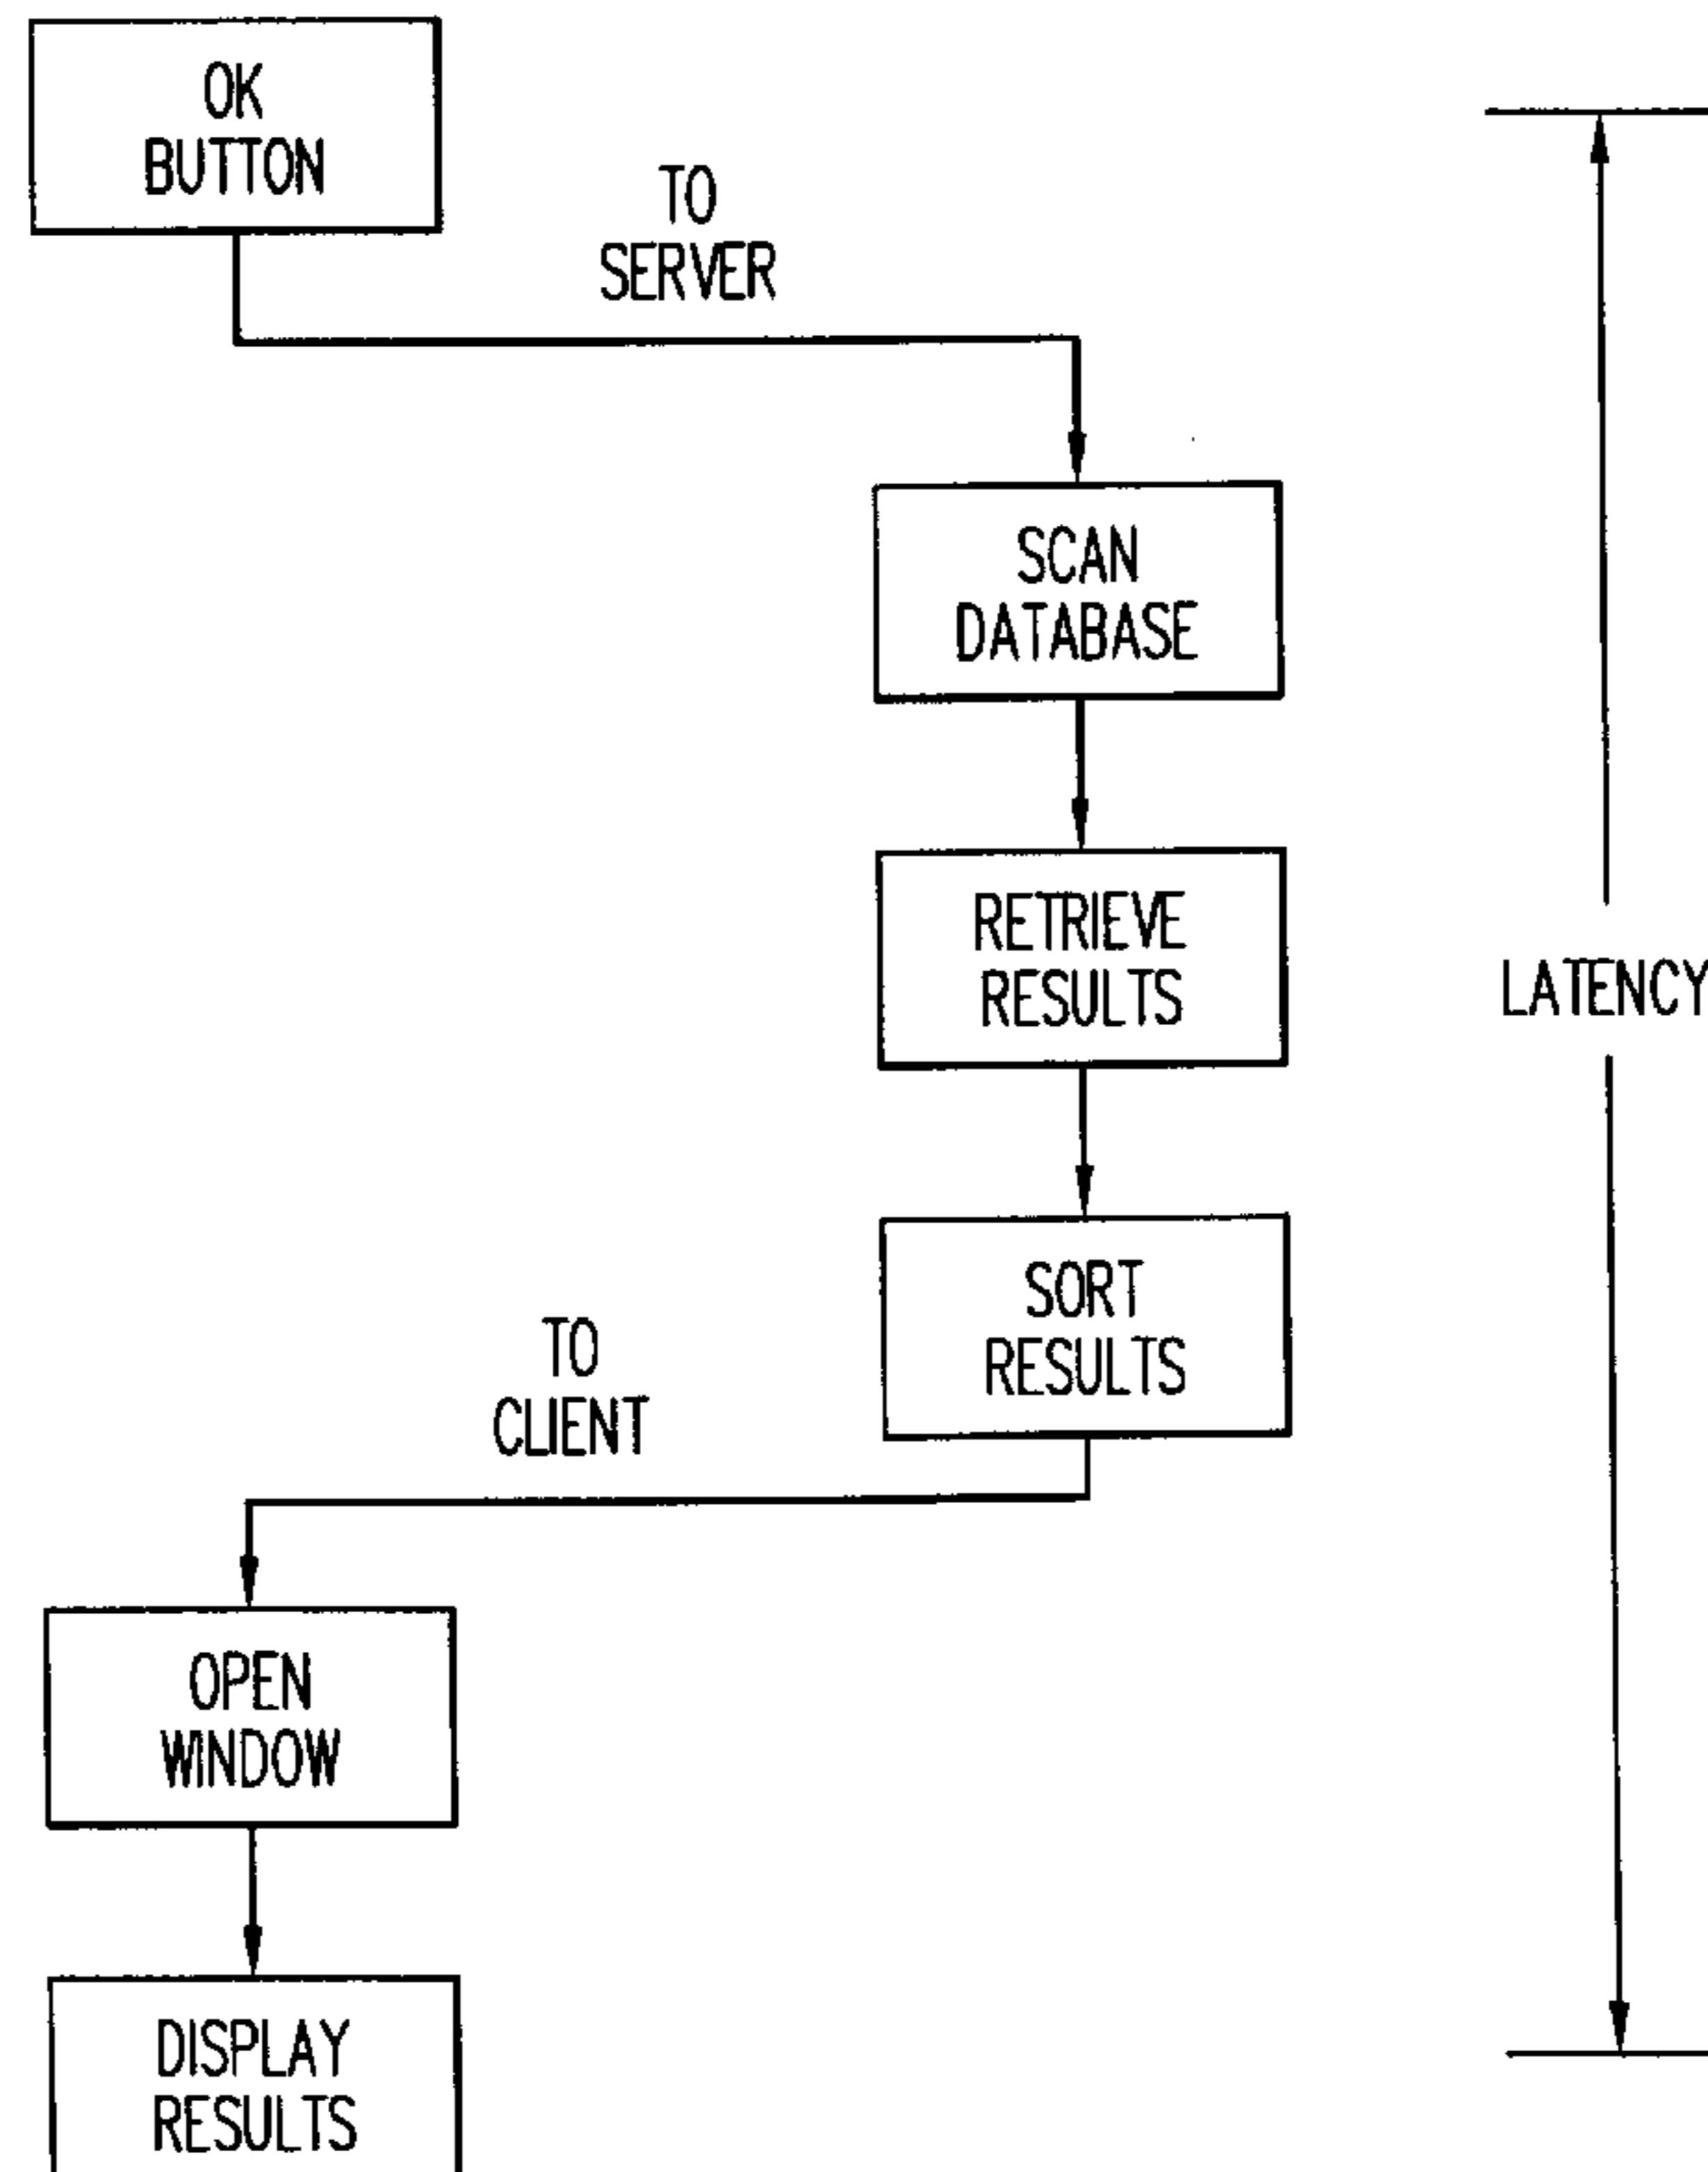 OK
BUTTON
TO
SERVER
SCAN
DATABASE
RETRIEVE
RESULTS
LATENCY
SORT
RESULTS
TO
CLIENT
OPEN
WINDOW
DISPLAY
RESULTS